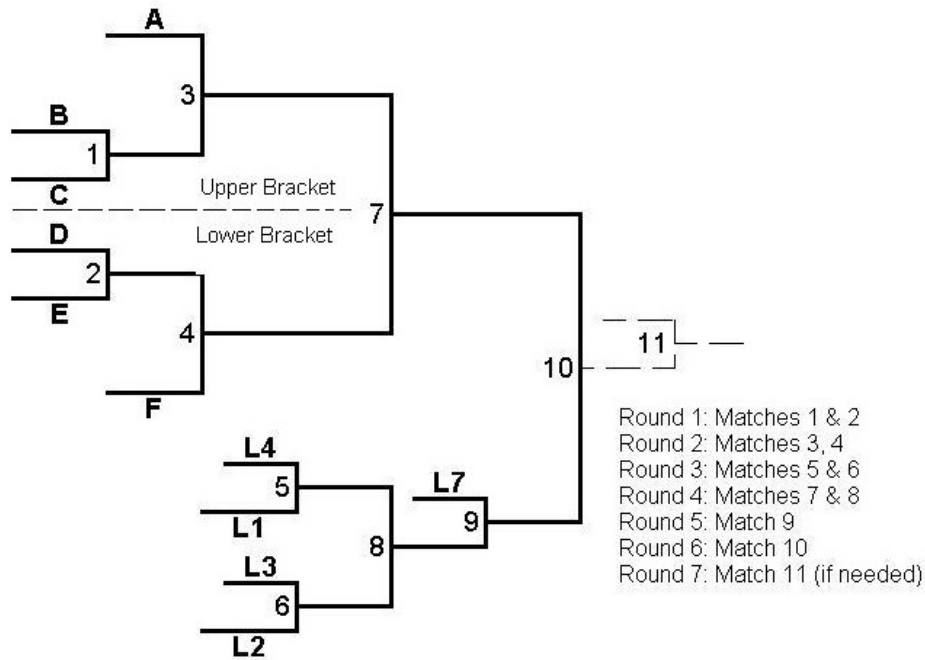 A
3
B
1
C
Upper Bracket
7
Lower Bracket
D
2
E
4
F
11
10
L4
5
L1
L7
9
8
L3
6
L2
Round 1: Matches 1 & 2
Round 2: Matches 3, 4
Round 3: Matches 5 & 6
Round 4: Matches 7 & 8
Round 5: Match 9
Round 6: Match 10
Round 7: Match 11 (if needed)